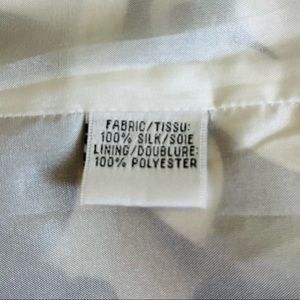 FABRIC/TISSU:
100% SILK/SOIE
LINING/DOUBLURE:
100% POLYESTER